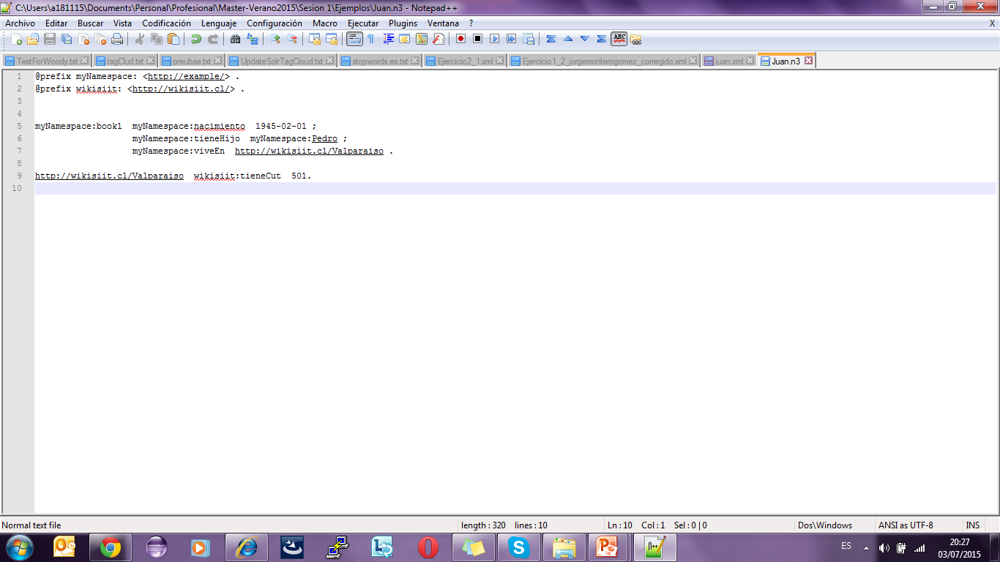 C:\Users\a181115\Documents\Personal\Profesional\Master-Verano2015\Sesion 1\Ejemplos\Juan.n3 - Notepad++
Archivo Editar Buscar Vista Codificación Lenguaje Configuración Macro Ejecutar Plugins Ventana ? X
TestForWoody.txt tagClud.txt preubas.txt UpdateSolrTagCloud.txt stopwords.es.txt Ejercicio2_1.xml Ejercicio1_2_jorgemonterogomez_corregido.xml juan.xml Juan.n3
1 @prefix myNamespace: <http://example/> .
2 @prefix wikisiit: <http://wikisiit.cl/> .
3
4
5 myNamespace:book1 myNamespace:nacimiento 1945-02-01 ;
6 myNamespace:tieneHijo myNamespace:Pedro ;
7 myNamespace:viveEn http://wikisiit.cl/Valparaiso .
8
9 http://wikisiit.cl/Valparaiso wikisiit:tieneCut 501.
10
Normal text file length : 320 lines : 10 Ln : 10 Col : 1 Sel : 0 | 0 Dos\Windows ANSI as UTF-8 INS
ES 20:27
03/07/2015